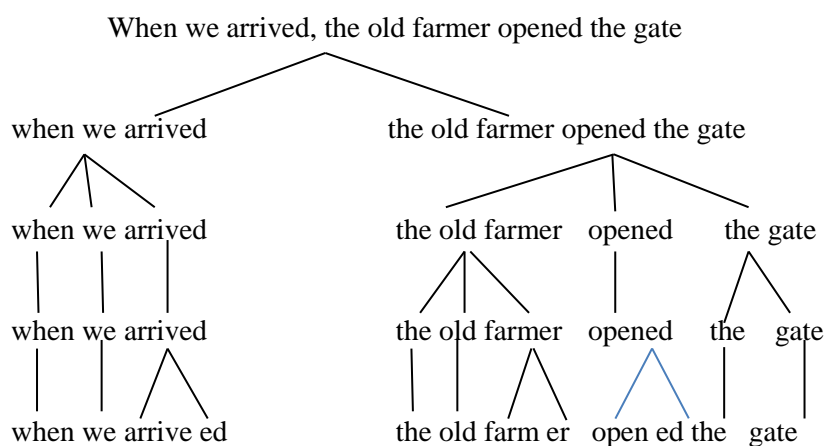 When we arrived, the old farmer opened the gate
when we arrived the old farmer opened the gate
when we arrived the old farmer opened the gate
when we arrived the old farmer opened the gate
when we arrive ed the old farm er open ed the gate